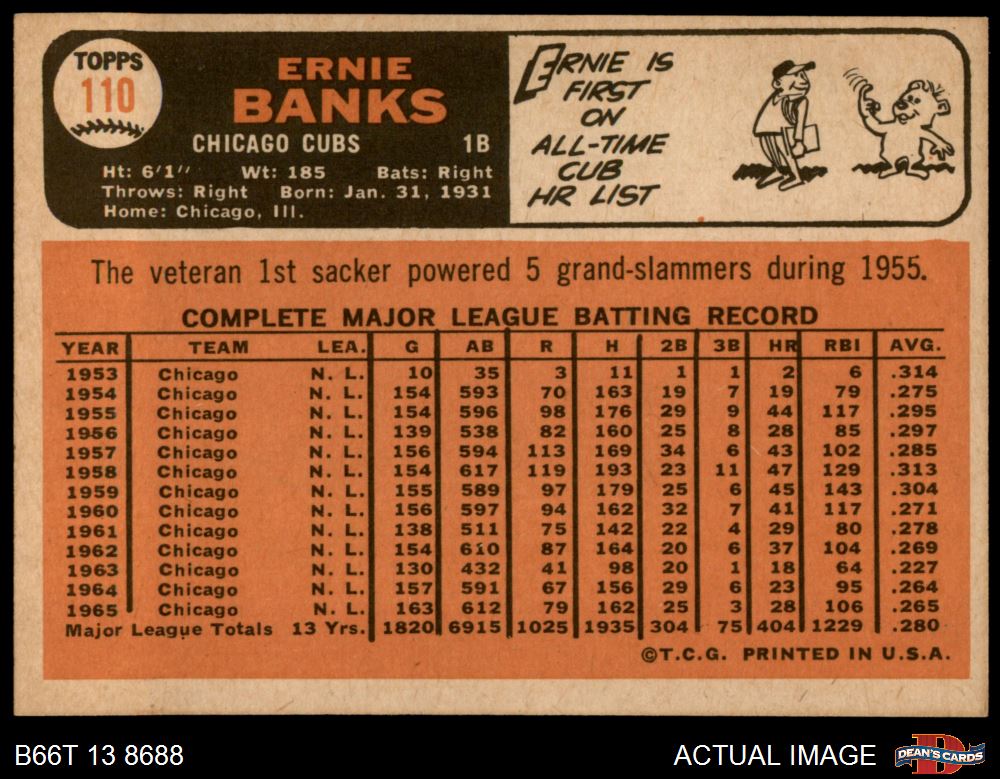 TOPPS
110
ERNIE
BANKS
CHICAGO CUBS 1B
Ht: 6'1" Wt: 185 Bats: Right
Throws: Right Born: Jan. 31, 1931
Home: Chicago, Ill.
ERNIE IS
FIRST
ON
ALL-TIME
CUB
HR LIST
The veteran 1st sacker powered 5 grand-slammers during 1955.
COMPLETE MAJOR LEAGUE BATTING RECORD
YEAR TEAM LEA. G AB R H 2B 3B HR RBI AVG.
1953 Chicago N. L. 10 35 3 11 1 1 2 6 .314
1954 Chicago N. L. 154 593 70 163 19 7 19 79 .275
1955 Chicago N. L. 154 596 98 176 29 9 44 117 .295
1956 Chicago N. L. 139 538 82 160 25 8 28 85 .297
1957 Chicago N. L. 156 594 113 169 34 6 43 102 .285
1958 Chicago N. L. 154 617 119 193 23 11 47 129 .313
1959 Chicago N. L. 155 589 97 179 25 6 45 143 .304
1960 Chicago N. L. 156 597 94 162 32 7 41 117 .271
1961 Chicago N. L. 138 511 75 142 22 4 29 80 .278
1962 Chicago N. L. 154 610 87 164 20 6 37 104 .269
1963 Chicago N. L. 130 432 41 98 20 1 18 64 .227
1964 Chicago N. L. 157 591 67 156 29 6 23 95 .264
1965 Chicago N. L. 163 612 79 162 25 3 28 106 .265
Major League Totals 13 Yrs. 1820 6915 1025 1935 304 75 404 1229 .280
©T.C.G. PRINTED IN U.S.A.
B66T 13 8688 ACTUAL IMAGE DEAN'S CARDS